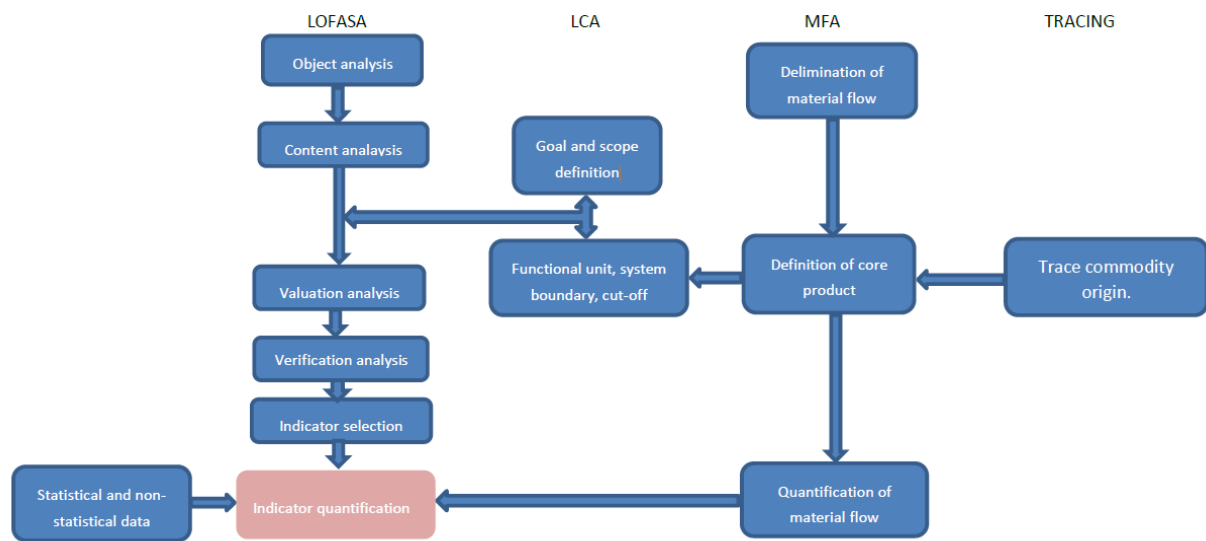 LOFASA
LCA
MFA
TRACING
Object analysis
Delimination of
material flow
Content analaysis
Goal and scope
definition
Functional unit, system
boundary, cut-off
Definition of core
product
Trace commodity
origin.
Valuation analysis
Verification analysis
Indicator selection
Statistical and non-
statistical data
Indicator quantification
Quantification of
material flow